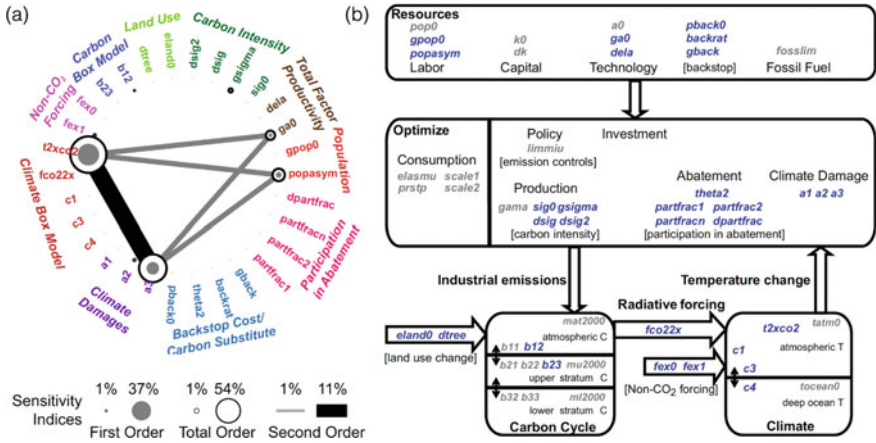 (a)
Land Use
Carbon Intensity
Carbon
Box Model
Non-CO₂
Forcing
Total Factor
Productivity
Population
Participation
in Abatement
Backstop Cost/
Carbon Substitute
Climate
Damages
Climate Box Model
dtree
eland0
dsig2
dsig
gsigma
sig0
dela
ga0
gpop0
popasym
dpartfrac
partfracn
partfrac2
partfrac1
gback
backrat
theta2
pback0
a3
a2
a1
c4
c3
c1
fco22x
t2xco2
fex1
fex0
b23
b12
Sensitivity
Indices
1% 37%
First Order
1% 54%
Total Order
1% 11%
Second Order
(b)
Resources
pop0 a0 pback0
gpop0 k0 ga0 backrat
popasym dk dela gback fosslim
Labor Capital Technology [backstop] Fossil Fuel
Optimize
Consumption
elasmu scale1
prstp scale2
Policy
limmiu
[emission controls]
Investment
Production
gama sig0 gsigma
dsig dsig2
[carbon intensity]
Abatement
theta2
partfrac1 partfrac2
partfracn dpartfrac
[participation in abatement]
Climate Damage
a1 a2 a3
Industrial emissions
Temperature change
Radiative forcing
eland0 dtree
[land use change]
mat2000
atmospheric C
b11 b12
b21 b22 b23 mu2000
upper stratum C
b32 b33 ml2000
lower stratum C
Carbon Cycle
fco22x
fex0 fex1
[Non-CO₂ forcing]
tatm0
t2xco2
atmospheric T
c1
c3
c4
tocean0
deep ocean T
Climate